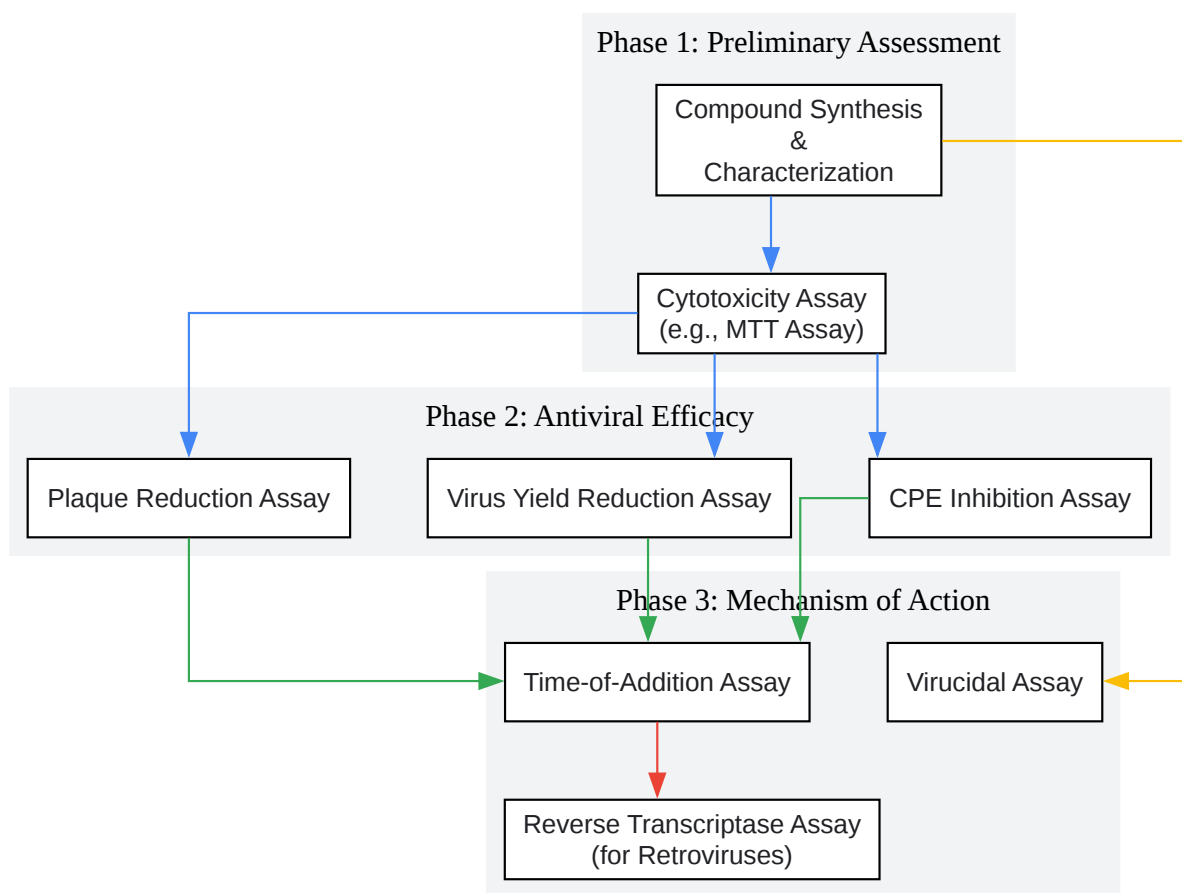 Phase 1: Preliminary Assessment
Compound Synthesis
&
Characterization
Cytotoxicity Assay
(e.g., MTT Assay)
Phase 2: Antiviral Efficacy
Plaque Reduction Assay
Virus Yield Reduction Assay
CPE Inhibition Assay
Phase 3: Mechanism of Action
Time-of-Addition Assay
Virucidal Assay
Reverse Transcriptase Assay
(for Retroviruses)